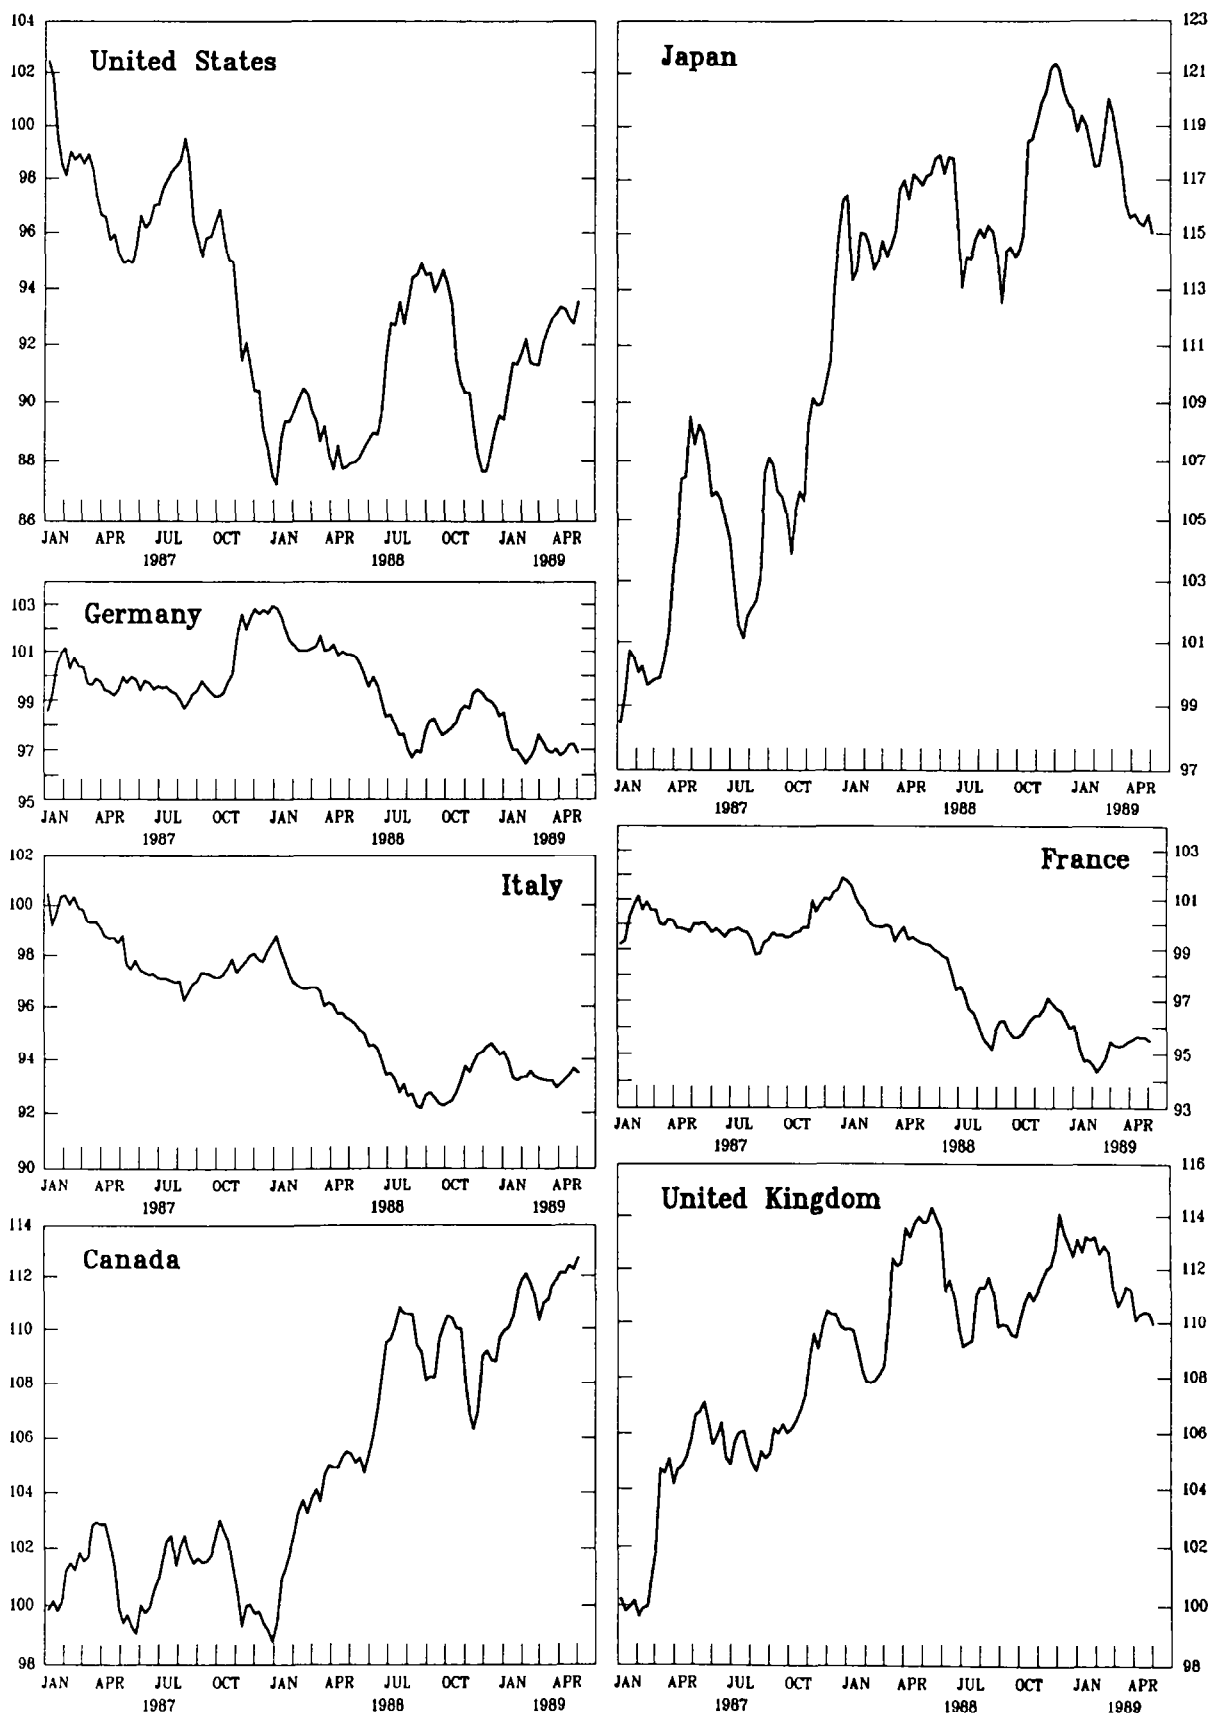 United States
104
102
100
98
96
94
92
90
88
86
JAN APR JUL OCT JAN APR JUL OCT JAN APR
1987 1988 1989
Japan
123
121
119
117
115
113
111
109
107
105
103
101
99
97
JAN APR JUL OCT JAN APR JUL OCT JAN APR
1987 1988 1989
Germany
103
101
99
97
95
JAN APR JUL OCT JAN APR JUL OCT JAN APR
1987 1988 1989
France
103
101
99
97
95
93
JAN APR JUL OCT JAN APR JUL OCT JAN APR
1987 1988 1989
Italy
102
100
98
96
94
92
90
JAN APR JUL OCT JAN APR JUL OCT JAN APR
1987 1988 1989
United Kingdom
116
114
112
110
108
106
104
102
100
98
JAN APR JUL OCT JAN APR JUL OCT JAN APR
1987 1988 1989
Canada
114
112
110
108
106
104
102
100
98
JAN APR JUL OCT JAN APR JUL OCT JAN APR
1987 1988 1989